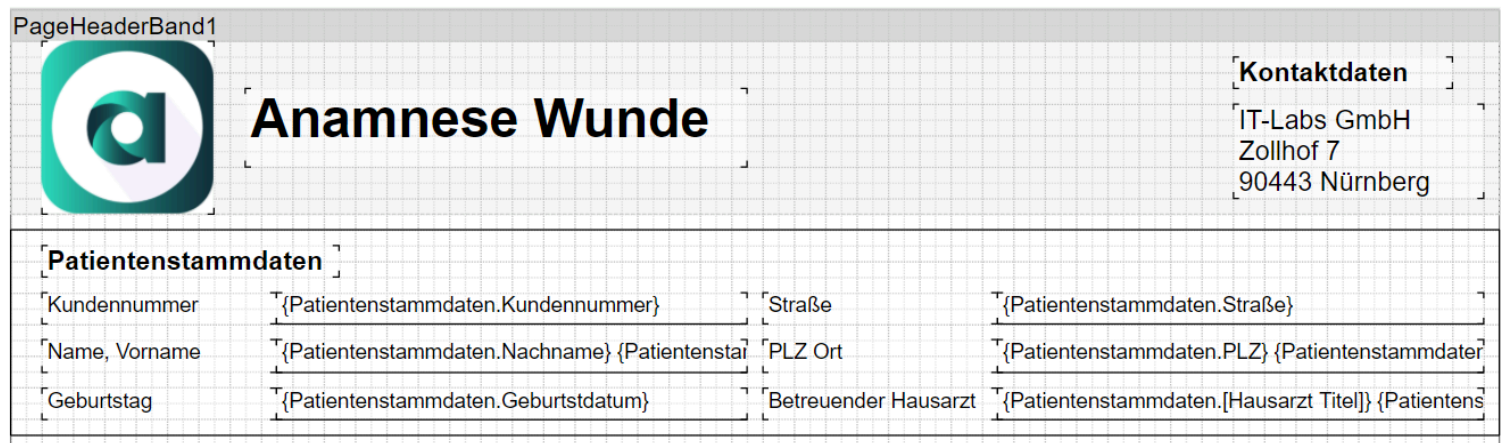 PageHeaderBand1
Anamnese Wunde
Kontaktdaten
IT-Labs GmbH
Zollhof 7
90443 Nürnberg
Patientenstammdaten
Kundennummer {Patientenstammdaten.Kundennummer} Straße {Patientenstammdaten.Straße}
Name, Vorname {Patientenstammdaten.Nachname} {Patientenstar PLZ Ort {Patientenstammdaten.PLZ} {Patientenstammdater
Geburtstag {Patientenstammdaten.Geburtstdatum} Betreuender Hausarzt {Patientenstammdaten.[Hausarzt Titel]} {Patientens